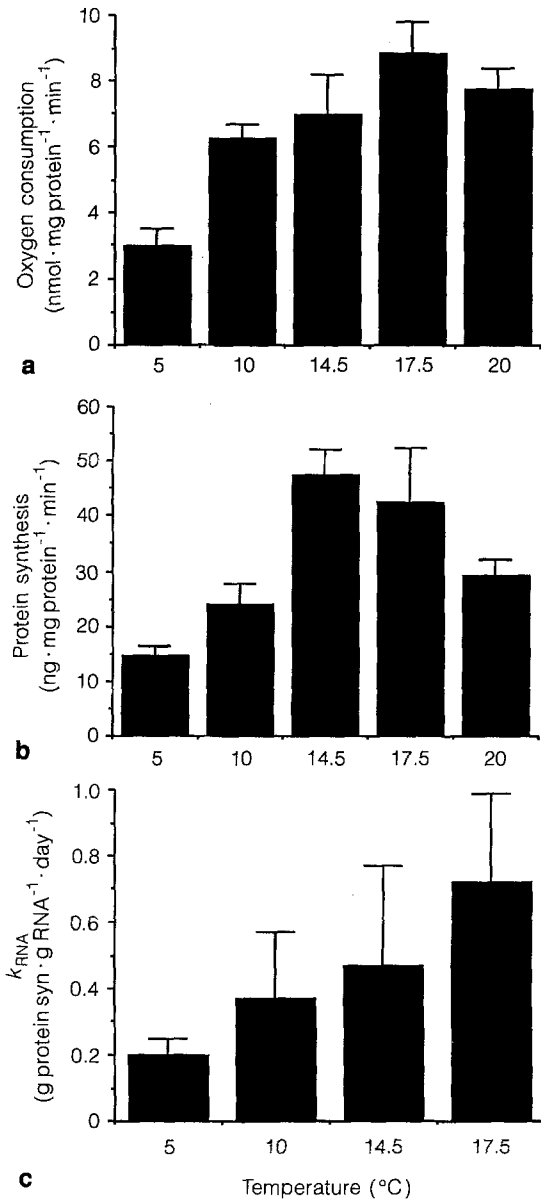 Oxygen consumption
(nmol · mg protein⁻¹ · min⁻¹)
10
8
6
4
2
0
5 10 14.5 17.5 20
a
Protein synthesis
(ng · mg protein⁻¹ · min⁻¹)
60
50
40
30
20
10
0
5 10 14.5 17.5 20
b
kRNA
(g protein syn · g RNA⁻¹ · day⁻¹)
1.0
0.8
0.6
0.4
0.2
0
5 10 14.5 17.5
c
Temperature (°C)